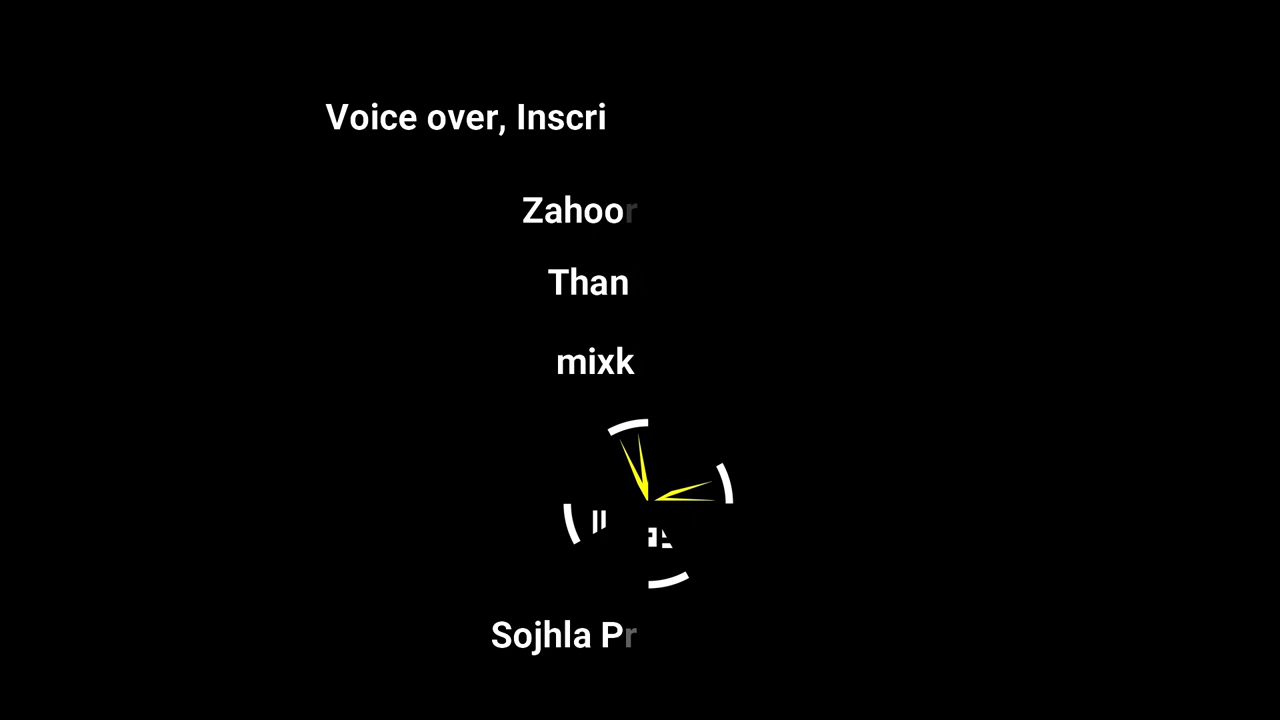 Voice over, Inscri
Zahoor
Than
mixk
Sojhla Pr